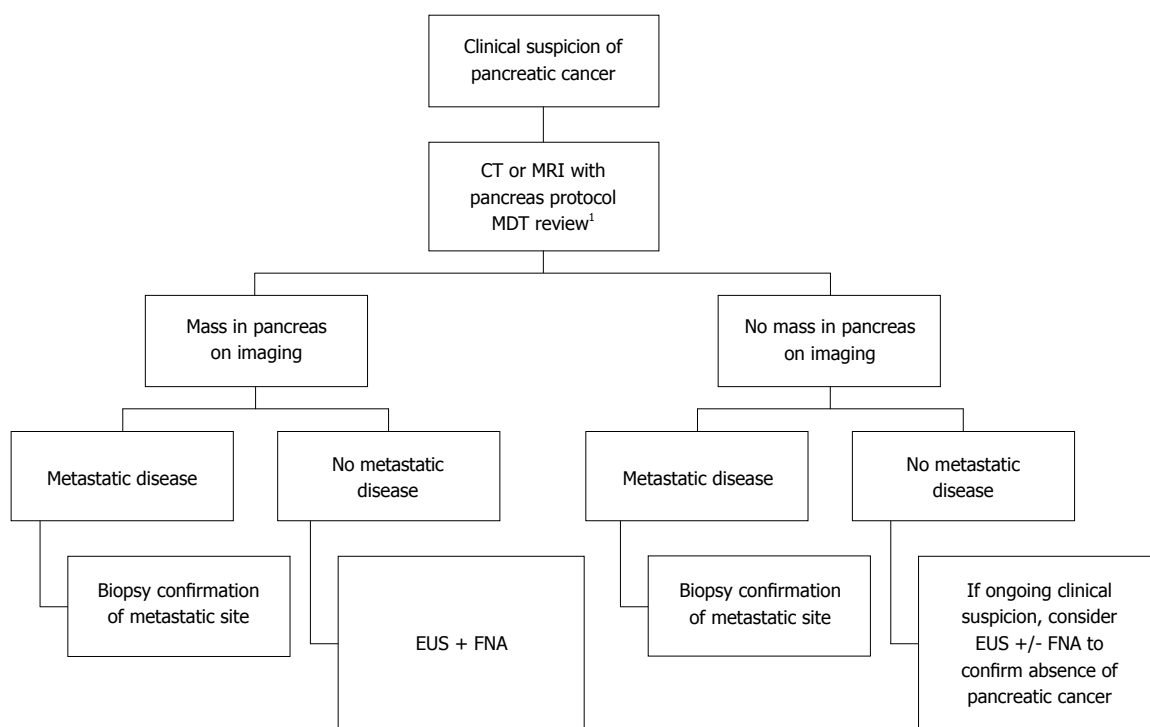 Clinical suspicion of
pancreatic cancer
CT or MRI with
pancreas protocol
MDT review¹
Mass in pancreas
on imaging
No mass in pancreas
on imaging
Metastatic disease
No metastatic
disease
Metastatic disease
No metastatic
disease
Biopsy confirmation
of metastatic site
EUS + FNA
Biopsy confirmation
of metastatic site
If ongoing clinical
suspicion, consider
EUS +/- FNA to
confirm absence of
pancreatic cancer